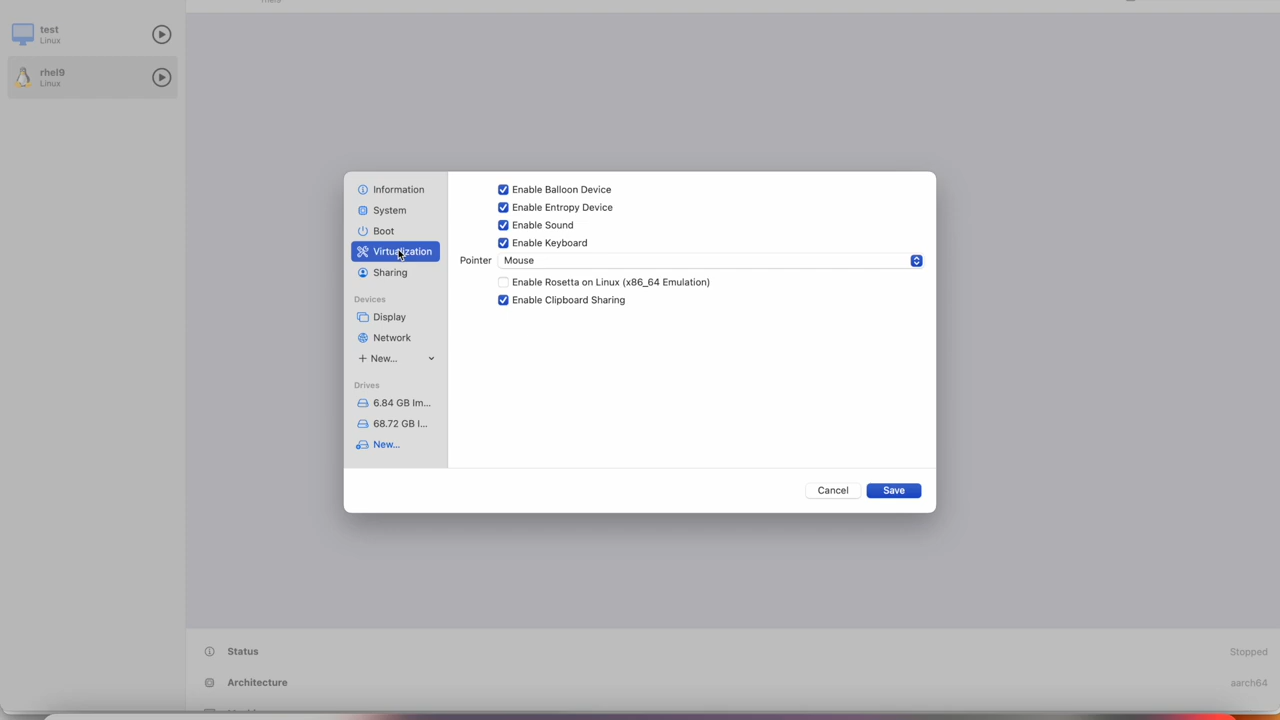 test
Linux
rhel9
Linux
Information
System
Boot
Virtualization
Sharing
Devices
Display
Network
New...
Drives
6.84 GB Im...
68.72 GB I...
New...
Enable Balloon Device
Enable Entropy Device
Enable Sound
Enable Keyboard
Pointer Mouse
Enable Rosetta on Linux (x86_64 Emulation)
Enable Clipboard Sharing
Cancel Save
Status Stopped
Architecture aarch64